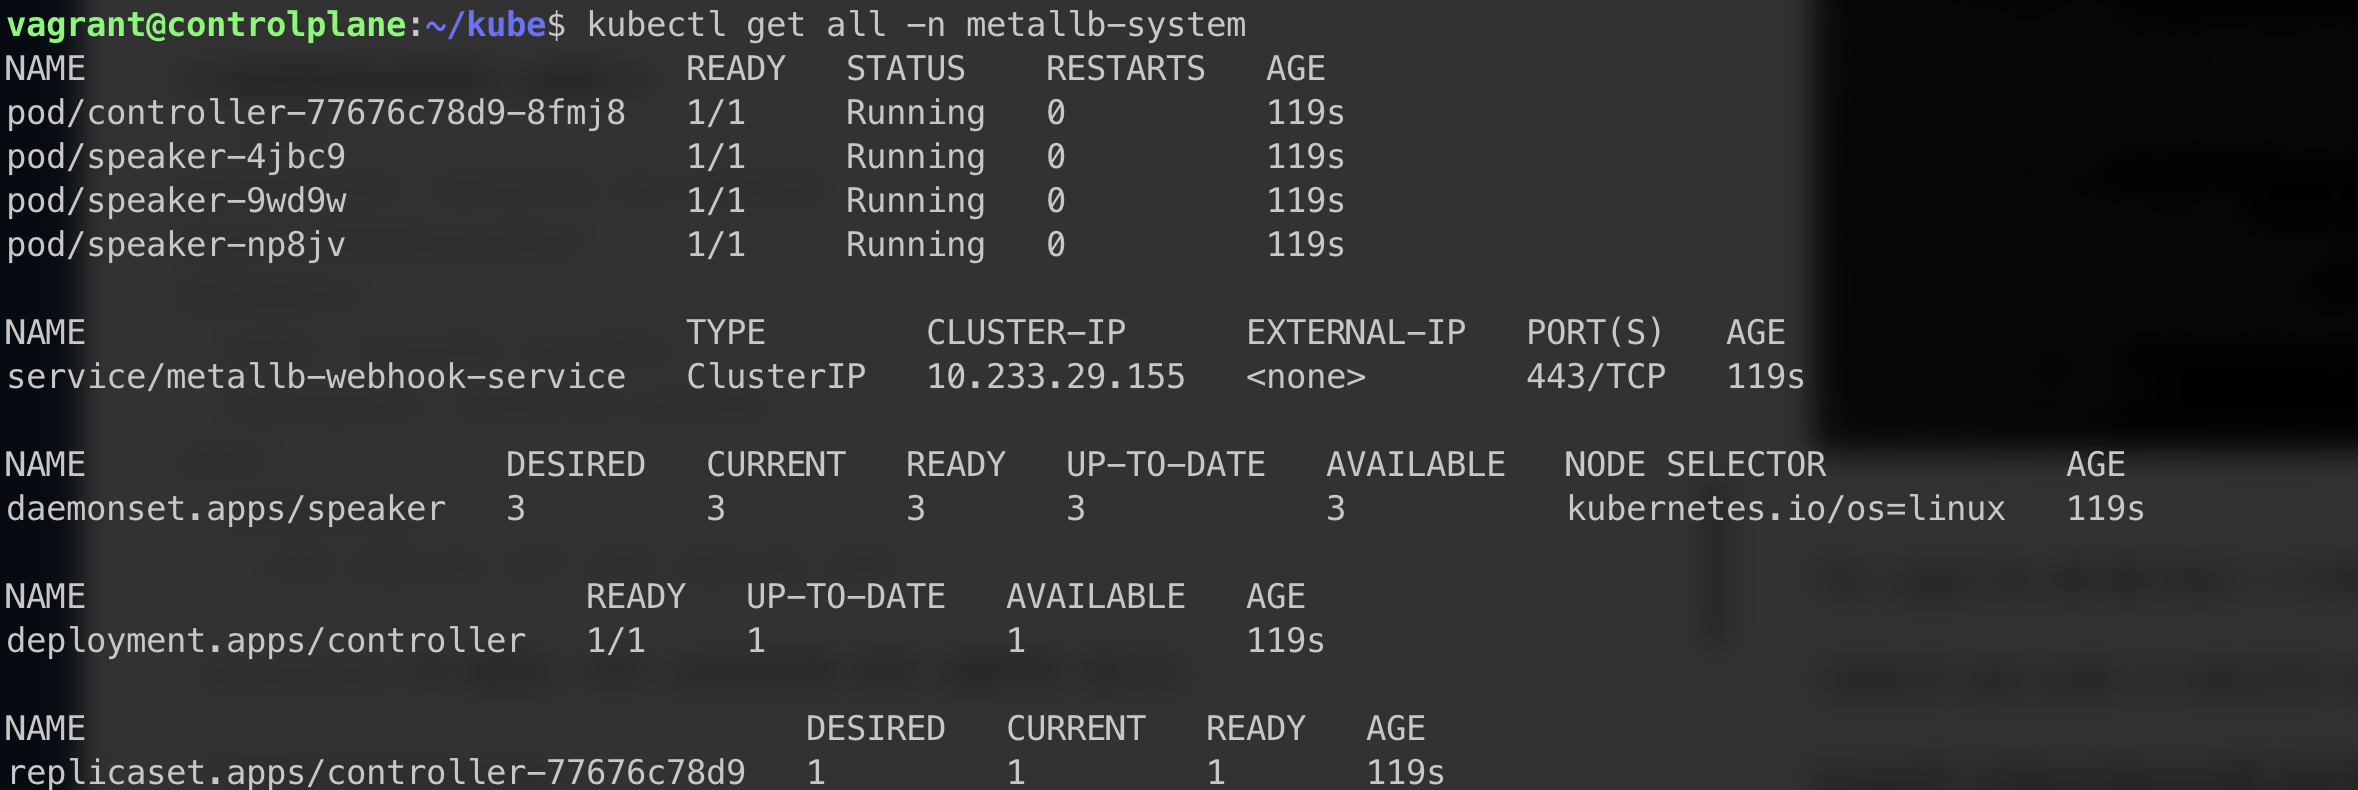 vagrant@controlplane:~/kube$ kubectl get all -n metallb-system
NAME READY STATUS RESTARTS AGE
pod/controller-77676c78d9-8fmj8 1/1 Running 0 119s
pod/speaker-4jbc9 1/1 Running 0 119s
pod/speaker-9wd9w 1/1 Running 0 119s
pod/speaker-np8jv 1/1 Running 0 119s
NAME TYPE CLUSTER-IP EXTERNAL-IP PORT(S) AGE
service/metallb-webhook-service ClusterIP 10.233.29.155 <none> 443/TCP 119s
NAME DESIRED CURRENT READY UP-TO-DATE AVAILABLE NODE SELECTOR AGE
daemonset.apps/speaker 3 3 3 3 3 kubernetes.io/os=linux 119s
NAME READY UP-TO-DATE AVAILABLE AGE
deployment.apps/controller 1/1 1 1 119s
NAME DESIRED CURRENT READY AGE
replicaset.apps/controller-77676c78d9 1 1 1 119s